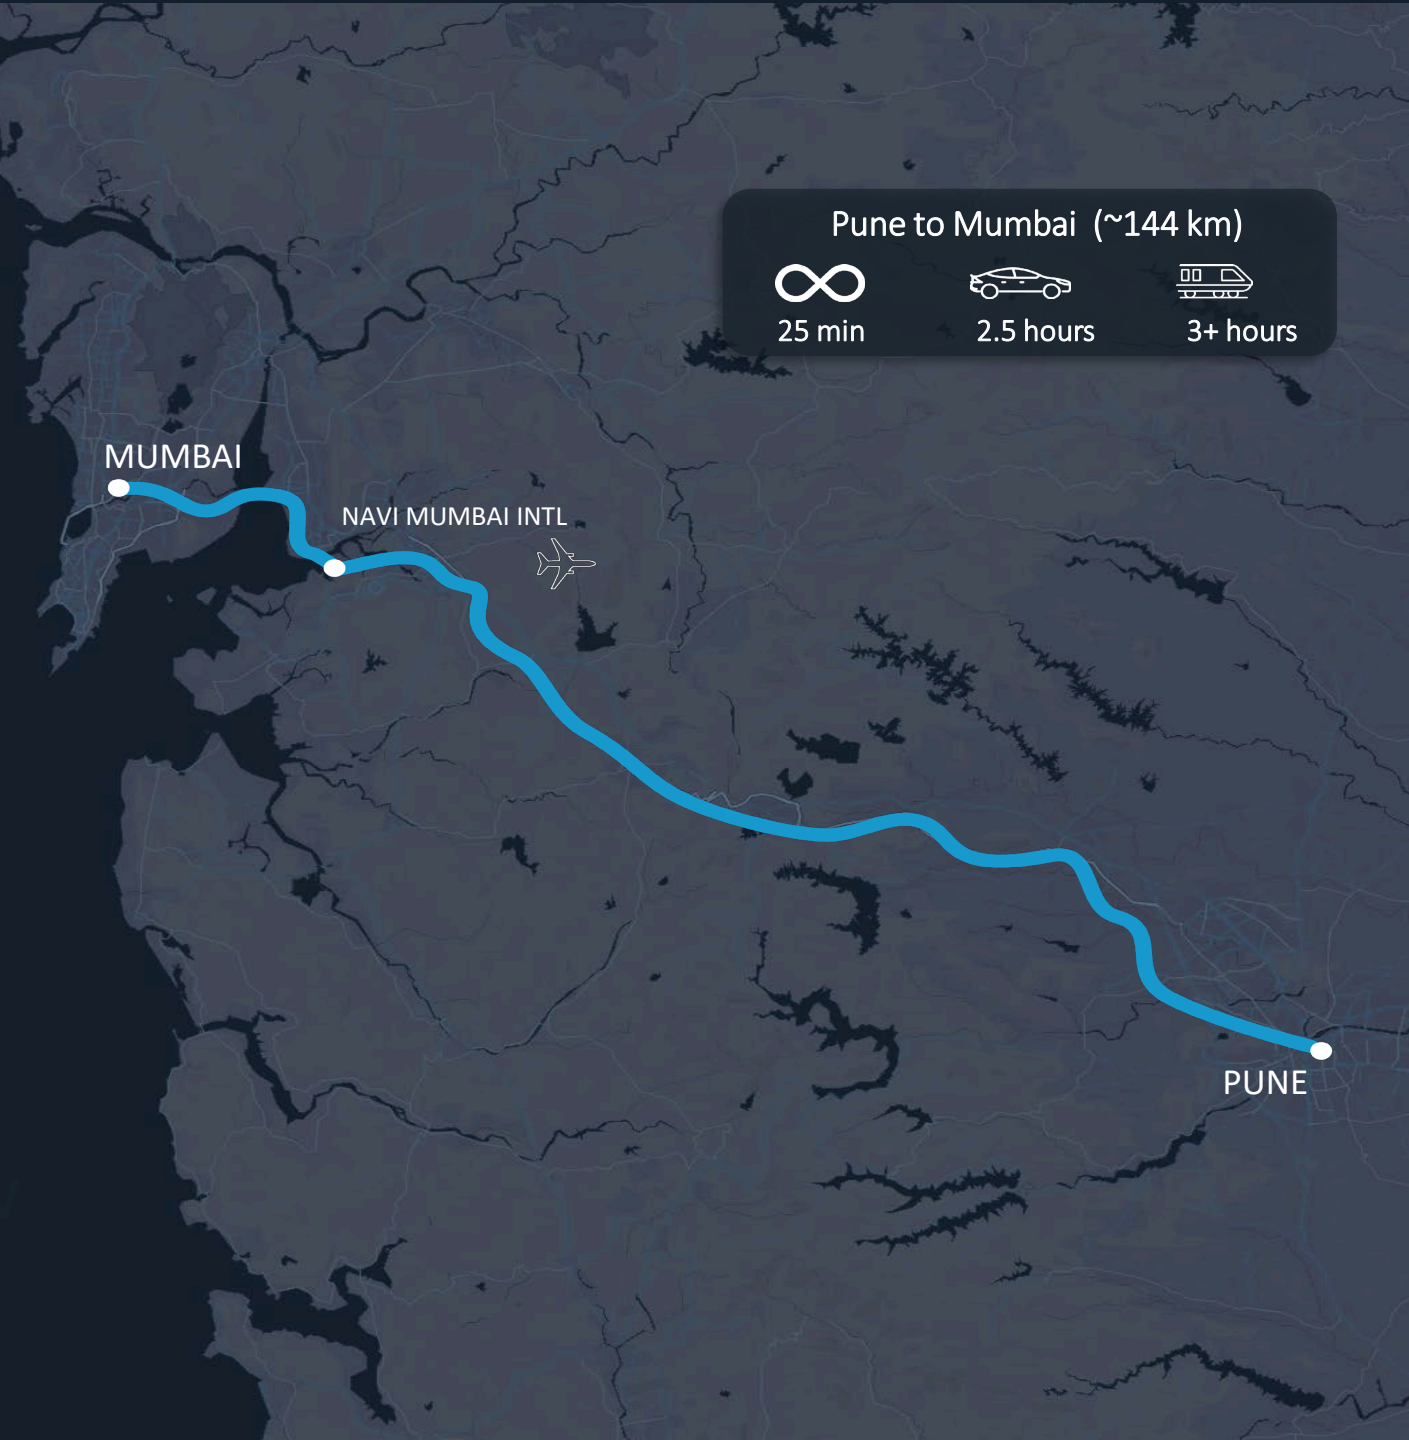 Pune to Mumbai (~144 km)
25 min
2.5 hours
3+ hours
MUMBAI
NAVI MUMBAI INTL
PUNE